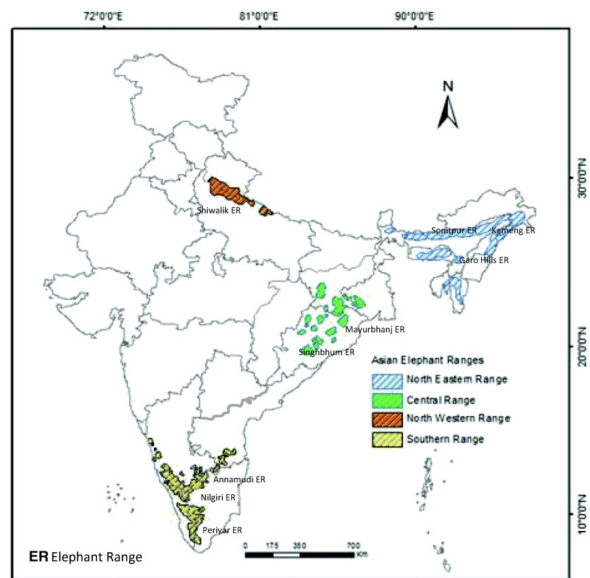 72°0'0"E 81°0'0"E 90°0'0"E
N
30°0'0"N
Shiwalik ER
Sonitpur ER Kameng ER
Garo Hills ER
Mayurbhanj ER
20°0'0"N
Singhbhum ER
Asian Elephant Ranges
North Eastern Range
Central Range
North Western Range
Southern Range
Annamudi ER
Nilgiri ER
10°0'0"N
Periyar ER
ER Elephant Range
0 175 350 700
Km